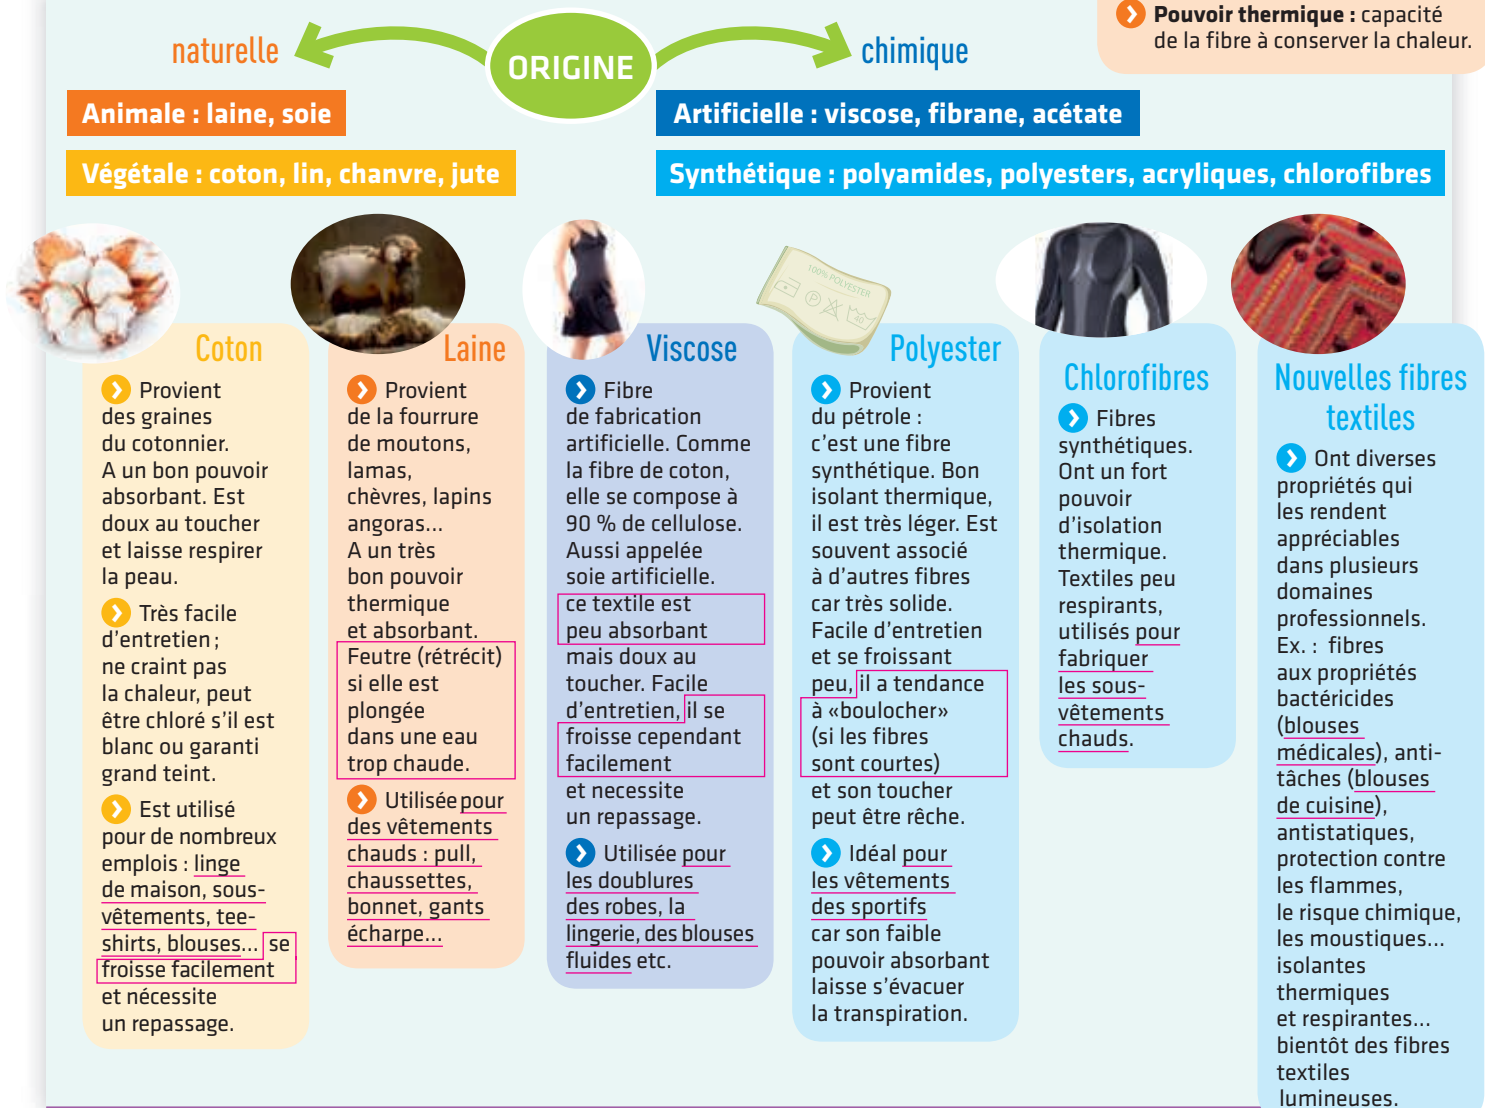 Pouvoir thermique : capacité
de la fibre à conserver la chaleur.
naturelle
ORIGINE
chimique
Animale : laine, soie
Artificielle : viscose, fibrane, acétate
Végétale : coton, lin, chanvre, jute
Synthétique : polyamides, polyesters, acryliques, chlorofibres
Coton
Provient
des graines
du cotonnier.
A un bon pouvoir
absorbant. Est
doux au toucher
et laisse respirer
la peau.
Très facile
d'entretien ;
ne craint pas
la chaleur, peut
être chloré s'il est
blanc ou garanti
grand teint.
Est utilisé
pour de nombreux
emplois : linge
de maison, sous-
vêtements, tee-
shirts, blouses... se
froisse facilement
et nécessite
un repassage.
Laine
Provient
de la fourrure
de moutons,
lamas,
chèvres, lapins
angoras...
A un très
bon pouvoir
thermique
et absorbant.
Feutre (rétrécit)
si elle est
plongée
dans une eau
trop chaude.
Utilisée pour
des vêtements
chauds : pull,
chaussettes,
bonnet, gants
écharpe...
Viscose
Fibre
de fabrication
artificielle. Comme
la fibre de coton,
elle se compose à
90 % de cellulose.
Aussi appelée
soie artificielle.
ce textile est
peu absorbant
mais doux au
toucher. Facile
d'entretien, il se
froisse cependant
facilement
et necessite
un repassage.
Utilisée pour
les doublures
des robes, la
lingerie, des blouses
fluides etc.
100% POLYESTER
P
40
Polyester
Provient
du pétrole :
c'est une fibre
synthétique. Bon
isolant thermique,
il est très léger. Est
souvent associé
à d'autres fibres
car très solide.
Facile d'entretien
et se froissant
peu, il a tendance
à «boulocher»
(si les fibres
sont courtes)
et son toucher
peut être rêche.
Idéal pour
les vêtements
des sportifs
car son faible
pouvoir absorbant
laisse s'évacuer
la transpiration.
Chlorofibres
Fibres
synthétiques.
Ont un fort
pouvoir
d'isolation
thermique.
Textiles peu
respirants,
utilisés pour
fabriquer
les sous-
vêtements
chauds.
Nouvelles fibres
textiles
Ont diverses
propriétés qui
les rendent
appréciables
dans plusieurs
domaines
professionnels.
Ex. : fibres
aux propriétés
bactéricides
(blouses
médicales), anti-
tâches (blouses
de cuisine),
antistatiques,
protection contre
les flammes,
le risque chimique,
les moustiques...
isolantes
thermiques
et respirantes...
bientôt des fibres
textiles
lumineuses.